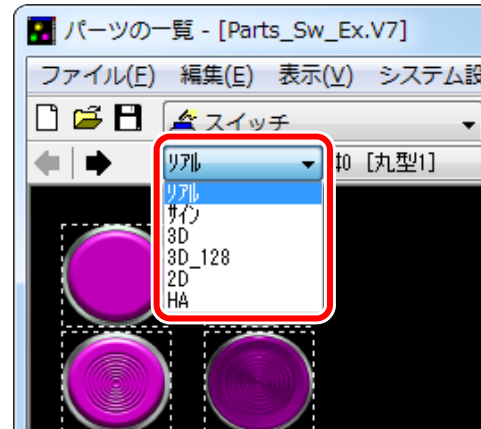 パーツの一覧 - [Parts_Sw_Ex.V7]
ファイル(F) 編集(E) 表示(V) システム設
スイッチ
ﾘｱﾙ [丸型1]
ﾘｱﾙ
ｻｲﾝ
3D
3D_128
2D
HA